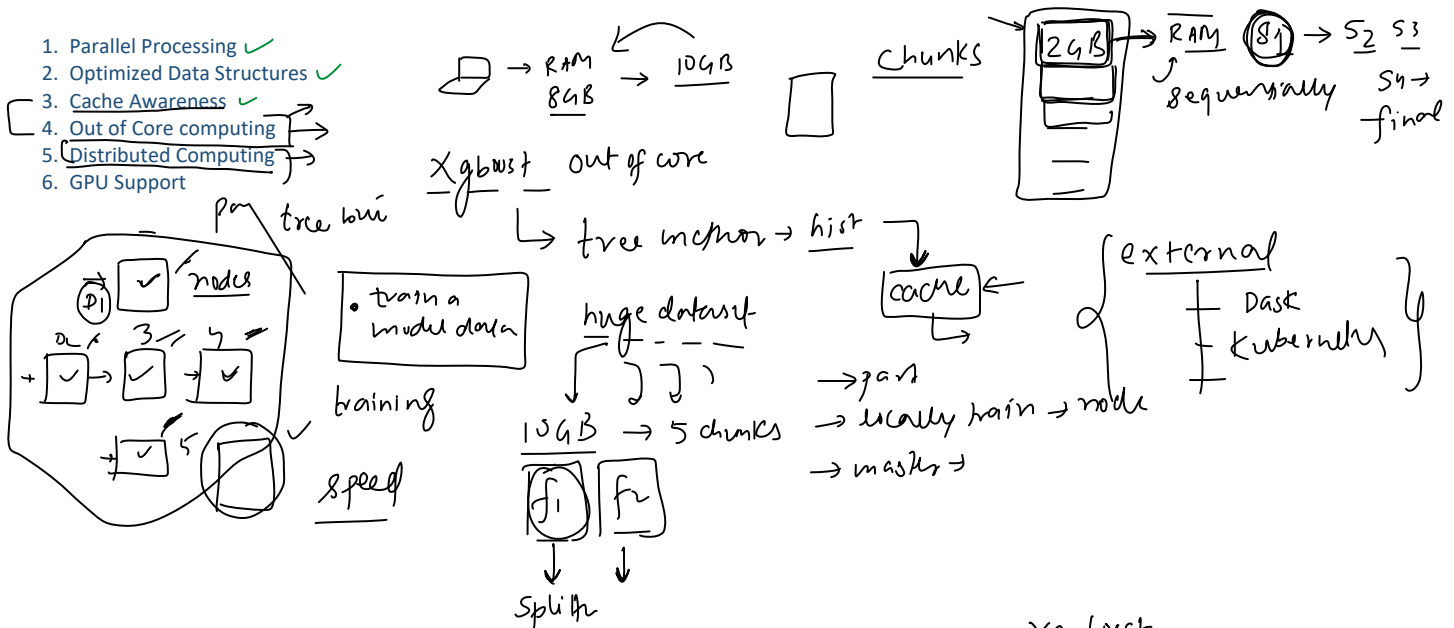 1. Parallel Processing ✓
2. Optimized Data Structures ✓
3. Cache Awareness ✓
4. Out of Core computing
5. Distributed Computing
6. GPU Support
→ RAM → 10GB
8GB
Chunks
2GB → RAM S1 → S2 S3
sequentially S4 →
final
Xgboost out of core
tree method → hist
cache
external
Dask
Kubernetes
tree
nodes
D1
3 4
5
• train a
model data
training
speed
huge dataset
10GB → 5 chunks
f1 f2
→ part
→ locally train → node
→ master →